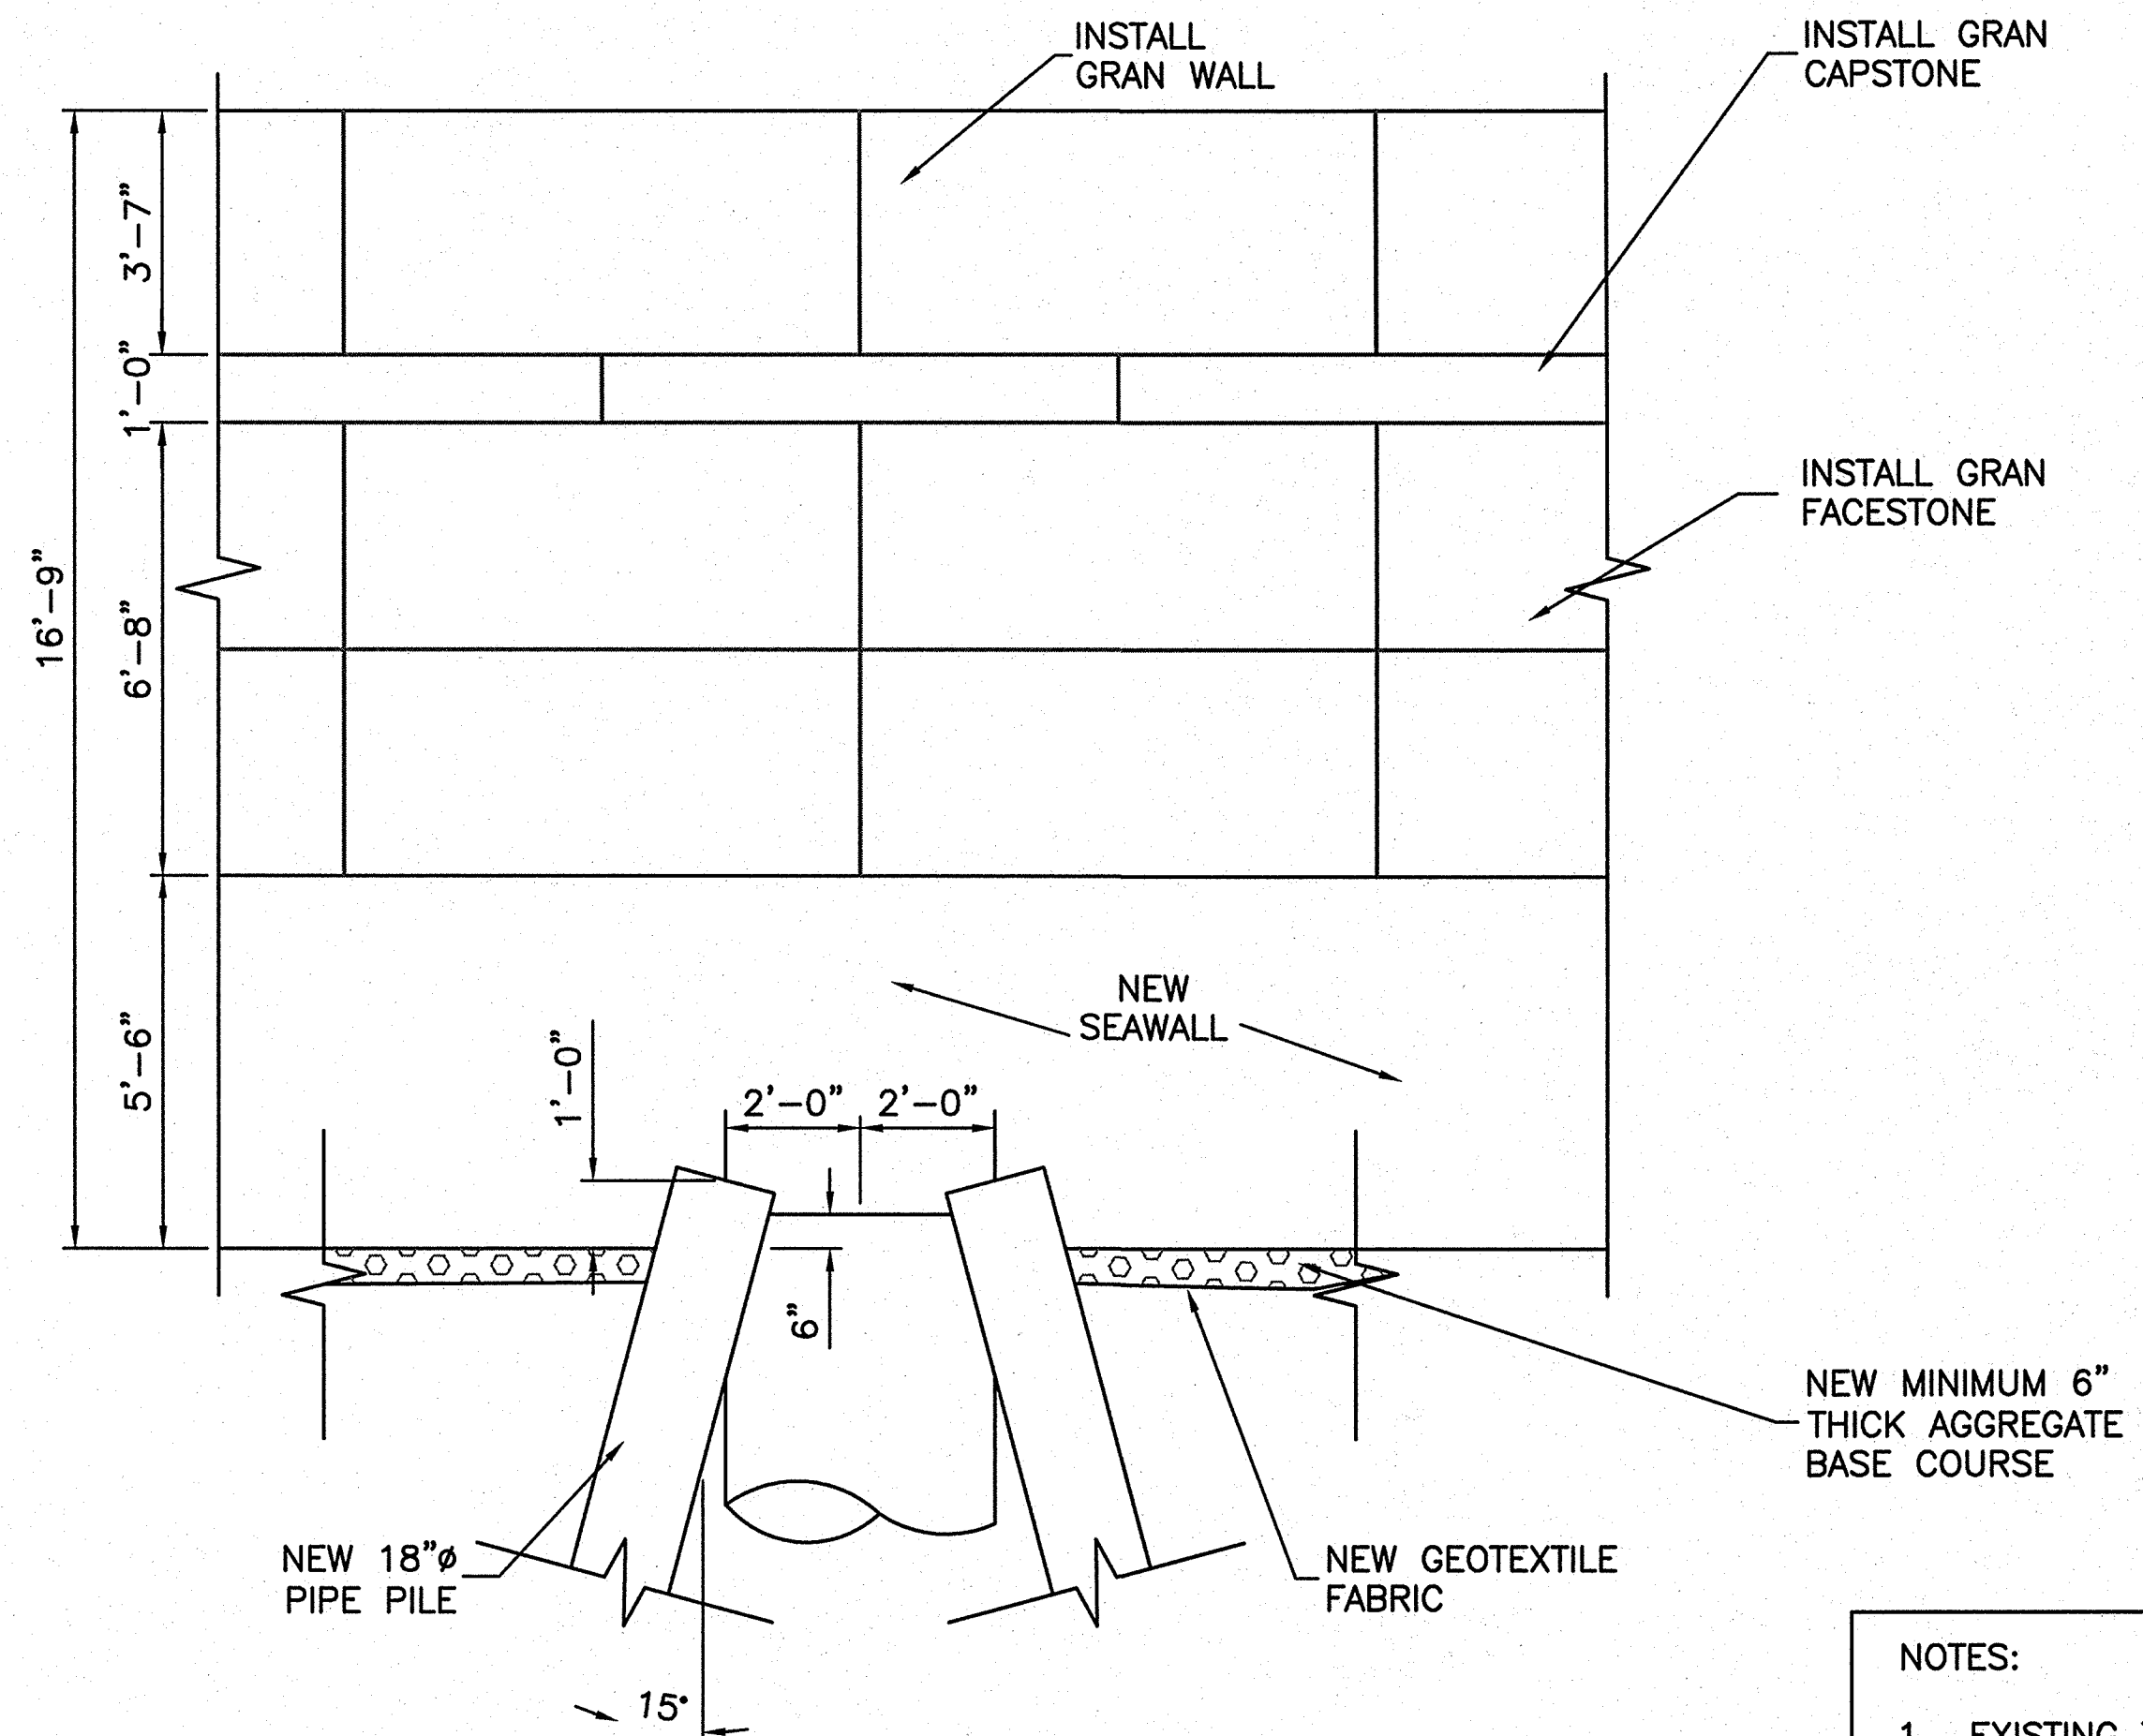 INSTALL
GRAN WALL
INSTALL GRAN
CAPSTONE
3'-7"
1'-0"
INSTALL GRAN
FACESTONE
16'-9"
6'-8"
NEW
SEAWALL
5'-6"
1'-0"
2'-0" 2'-0"
6"
NEW MINIMUM 6"
THICK AGGREGATE
BASE COURSE
NEW 18"ø
PIPE PILE
NEW GEOTEXTILE
FABRIC
15°
NOTES:
1. EXISTING